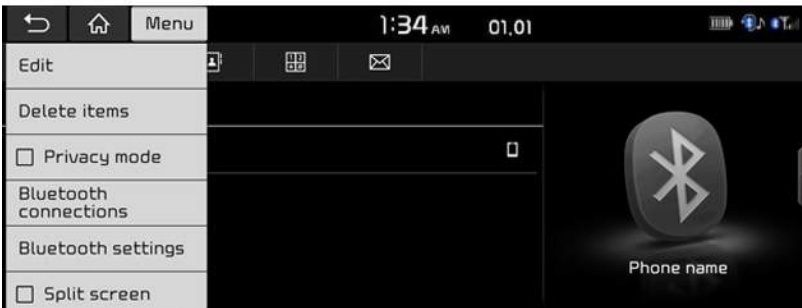 Menu
1:34 AM
01,01
Edit
Delete items
Privacy mode
Bluetooth
connections
Bluetooth settings
Split screen
Phone name